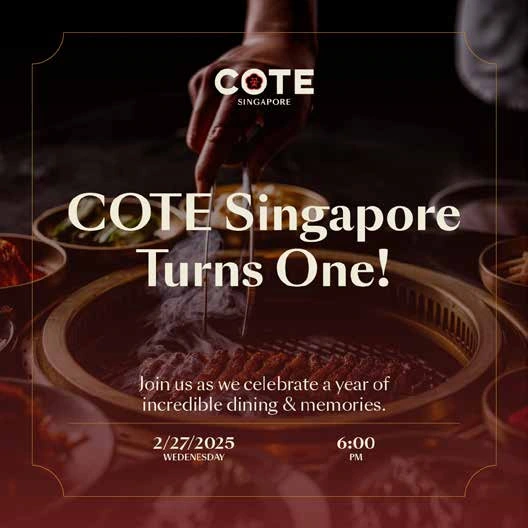 COTE
SINGAPORE
COTE Singapore
Turns One!
Join us as we celebrate a year of
incredible dining & memories.
2/27/2025 6:00
WEDENESDAY PM